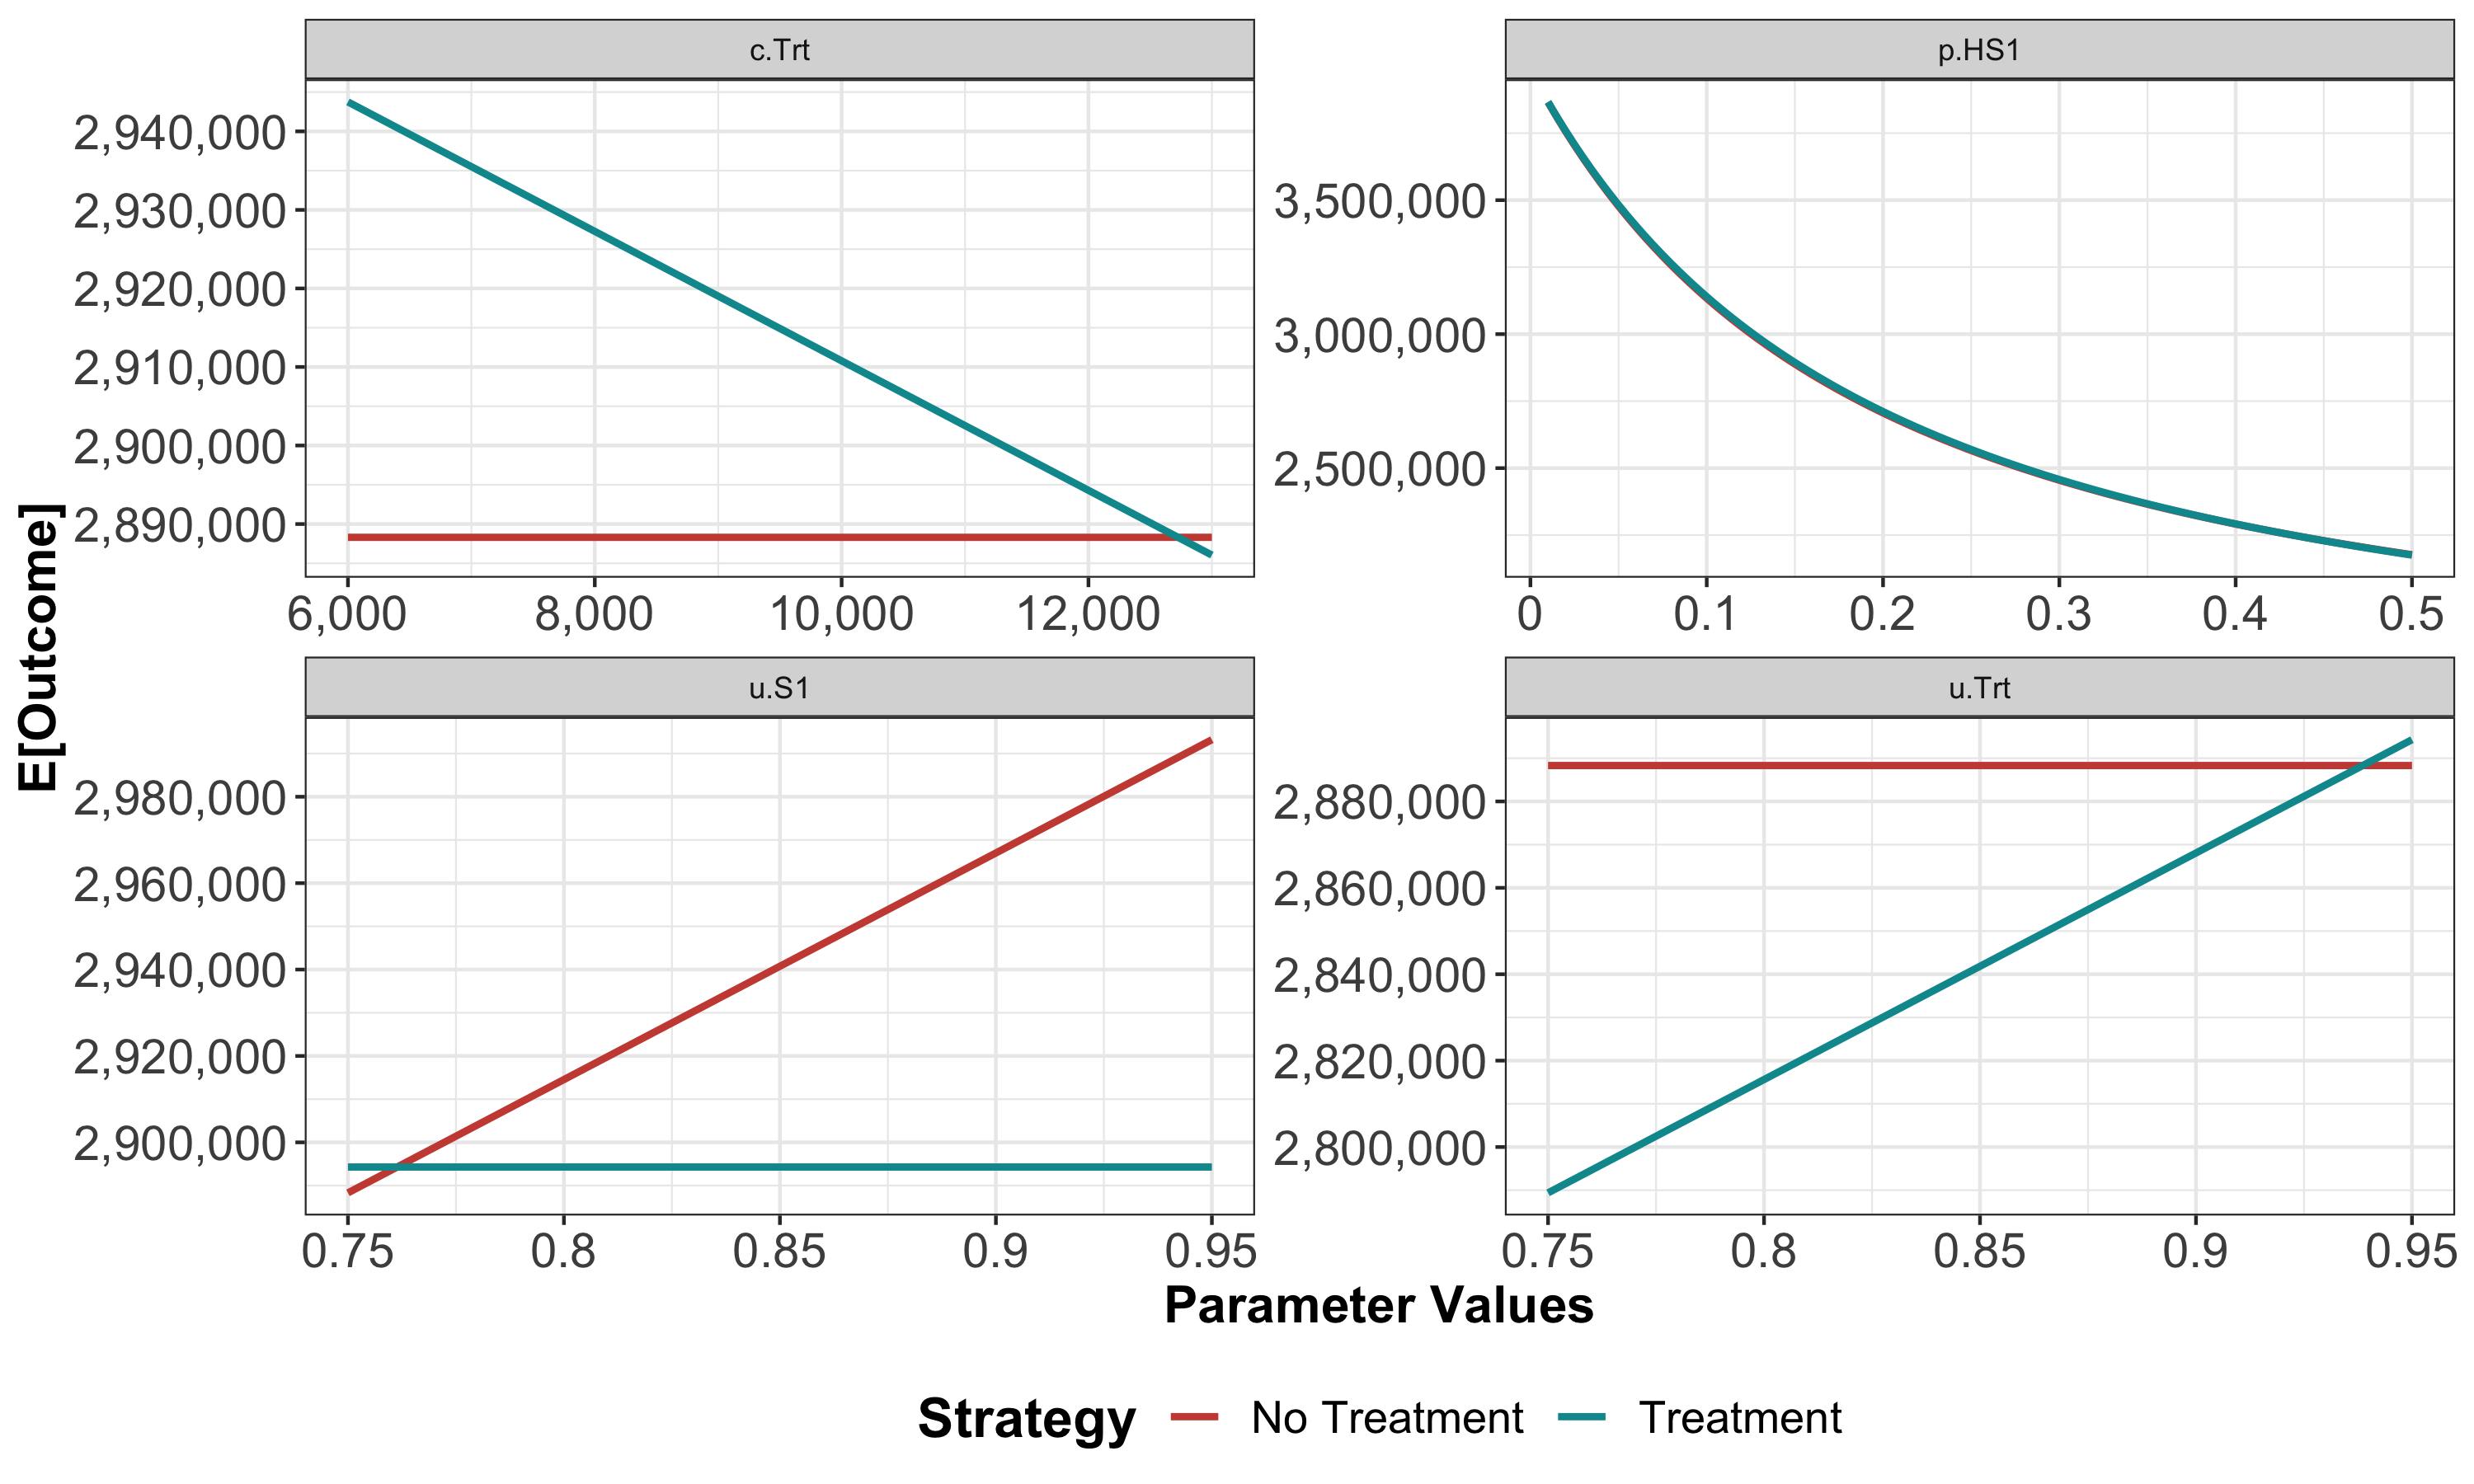 c.Trt
2,940,000
2,930,000
2,920,000
2,910,000
2,900,000
2,890,000
6,000 8,000 10,000 12,000
p.HS1
3,500,000
3,000,000
2,500,000
0 0.1 0.2 0.3 0.4 0.5
u.S1
2,980,000
2,960,000
2,940,000
2,920,000
2,900,000
0.75 0.8 0.85 0.9 0.95
u.Trt
2,880,000
2,860,000
2,840,000
2,820,000
2,800,000
0.75 0.8 0.85 0.9 0.95
E[Outcome]
Parameter Values
Strategy No Treatment Treatment